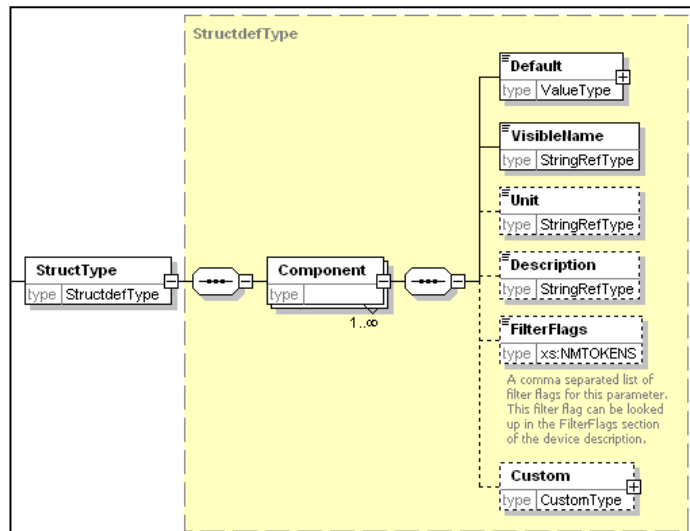 StructdefType
Default
type ValueType
VisibleName
type StringRefType
Unit
type StringRefType
StructType
type StructdefType
Component
type
1..∞
Description
type StringRefType
FilterFlags
type xs:NMTOKENS
A comma separated list of
filter flags for this parameter.
This filter flag can be looked
up in the FilterFlags section
of the device description.
Custom
type CustomType